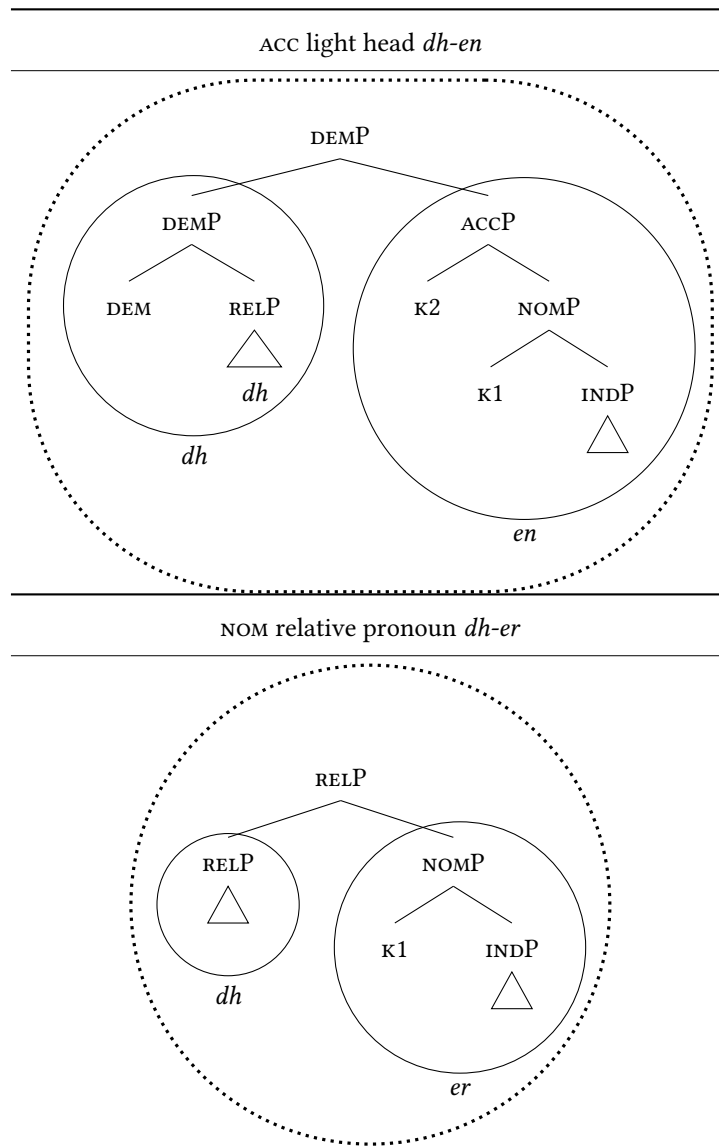 ACC light head dh-en
DEMP
DEMP ACCP
DEM RELP K2 NOMP
dh K1 INDP
dh
en
NOM relative pronoun dh-er
RELP
RELP NOMP
K1 INDP
dh
er